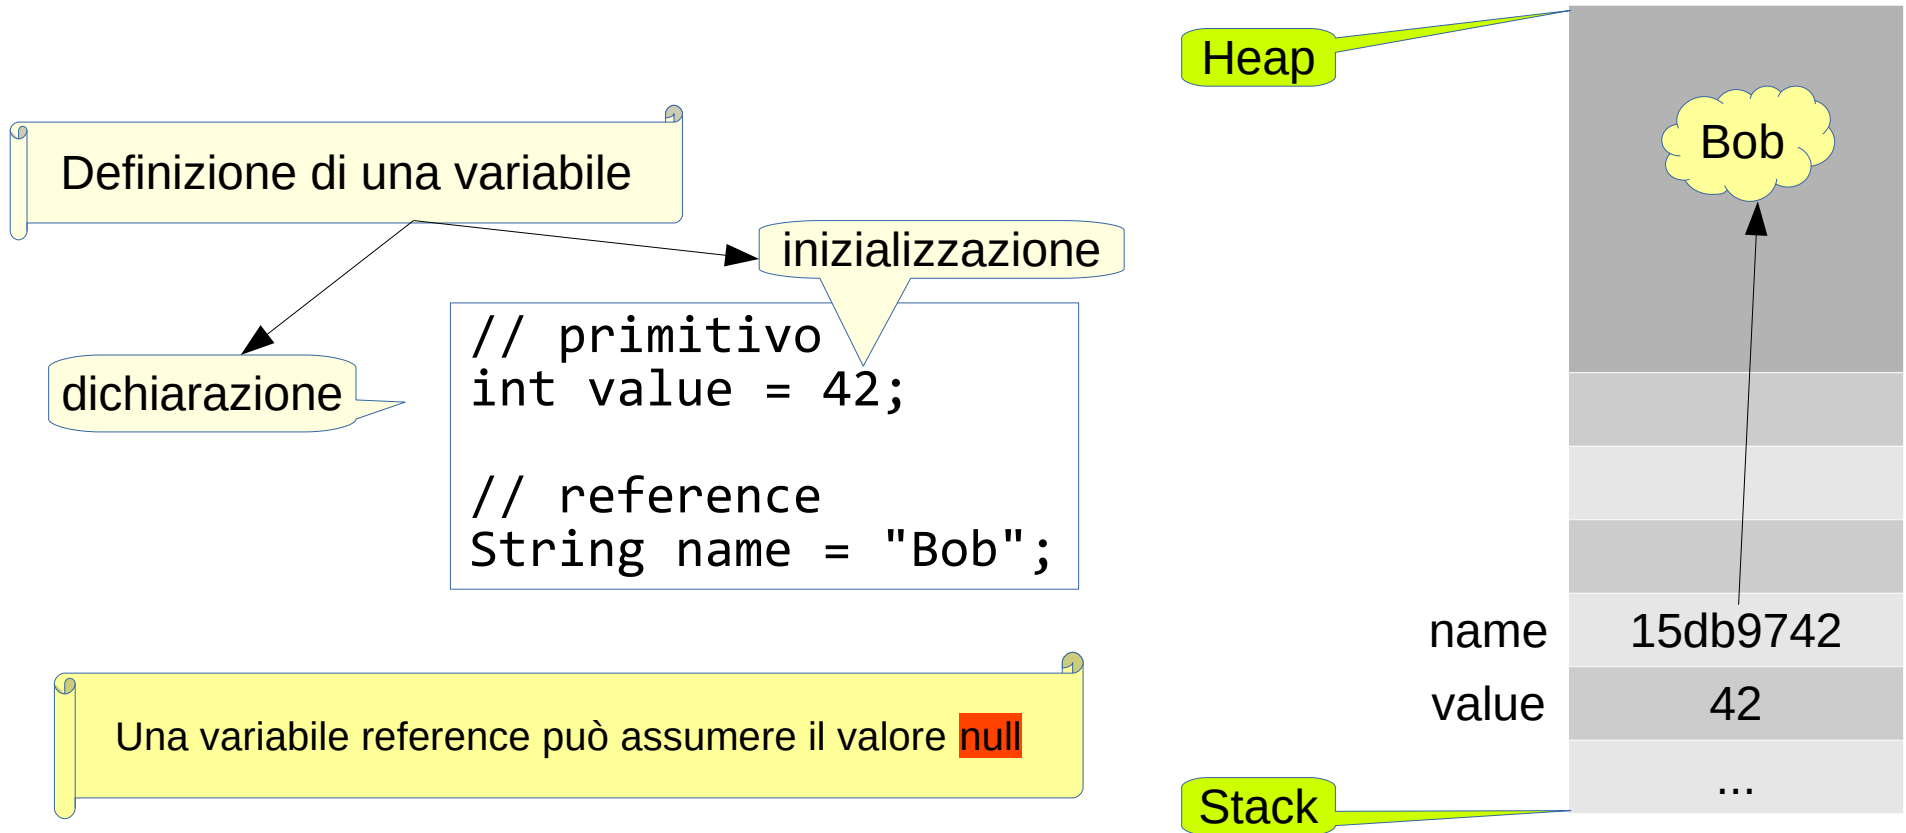 Definizione di una variabile
inizializzazione
dichiarazione
// primitivo
int value = 42;
// reference
String name = "Bob";
Una variabile reference può assumere il valore null
Heap
Bob
name 15db9742
value 42
...
Stack